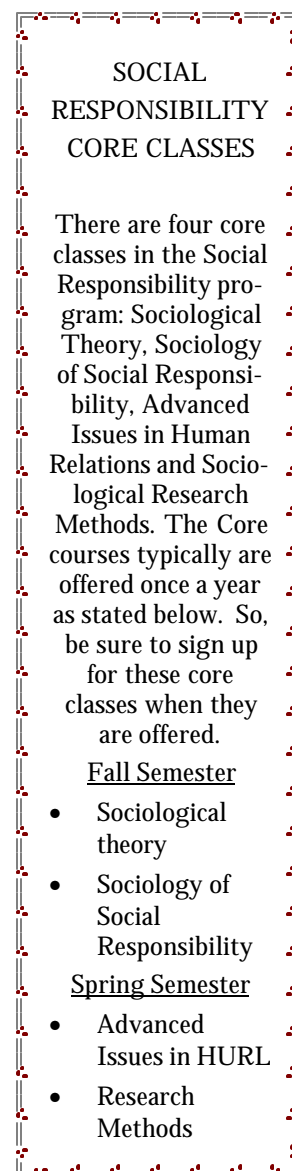 SOCIAL
RESPONSIBILITY
CORE CLASSES
There are four core
classes in the Social
Responsibility pro-
gram: Sociological
Theory, Sociology
of Social Responsi-
bility, Advanced
Issues in Human
Relations and Socio-
logical Research
Methods. The Core
courses typically are
offered once a year
as stated below. So,
be sure to sign up
for these core
classes when they
are offered.
Fall Semester
• Sociological
theory
• Sociology of
Social
Responsibility
Spring Semester
• Advanced
Issues in HURL
• Research
Methods